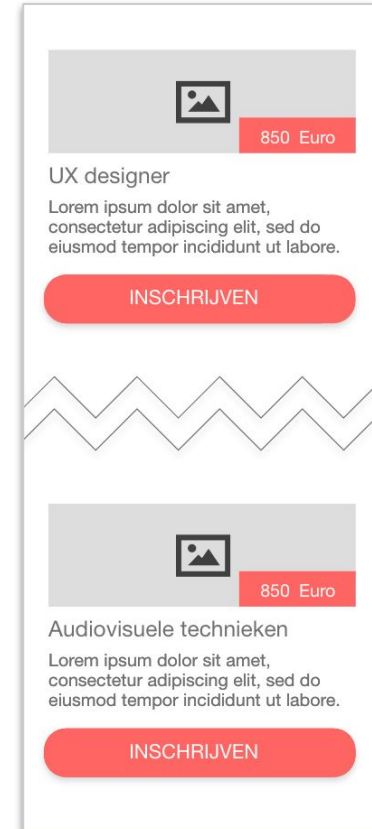 850 Euro
UX designer
Lorem ipsum dolor sit amet,
consectetur adipiscing elit, sed do
eiusmod tempor incididunt ut labore.
INSCHRIJVEN
850 Euro
Audiovisuele technieken
Lorem ipsum dolor sit amet,
consectetur adipiscing elit, sed do
eiusmod tempor incididunt ut labore.
INSCHRIJVEN